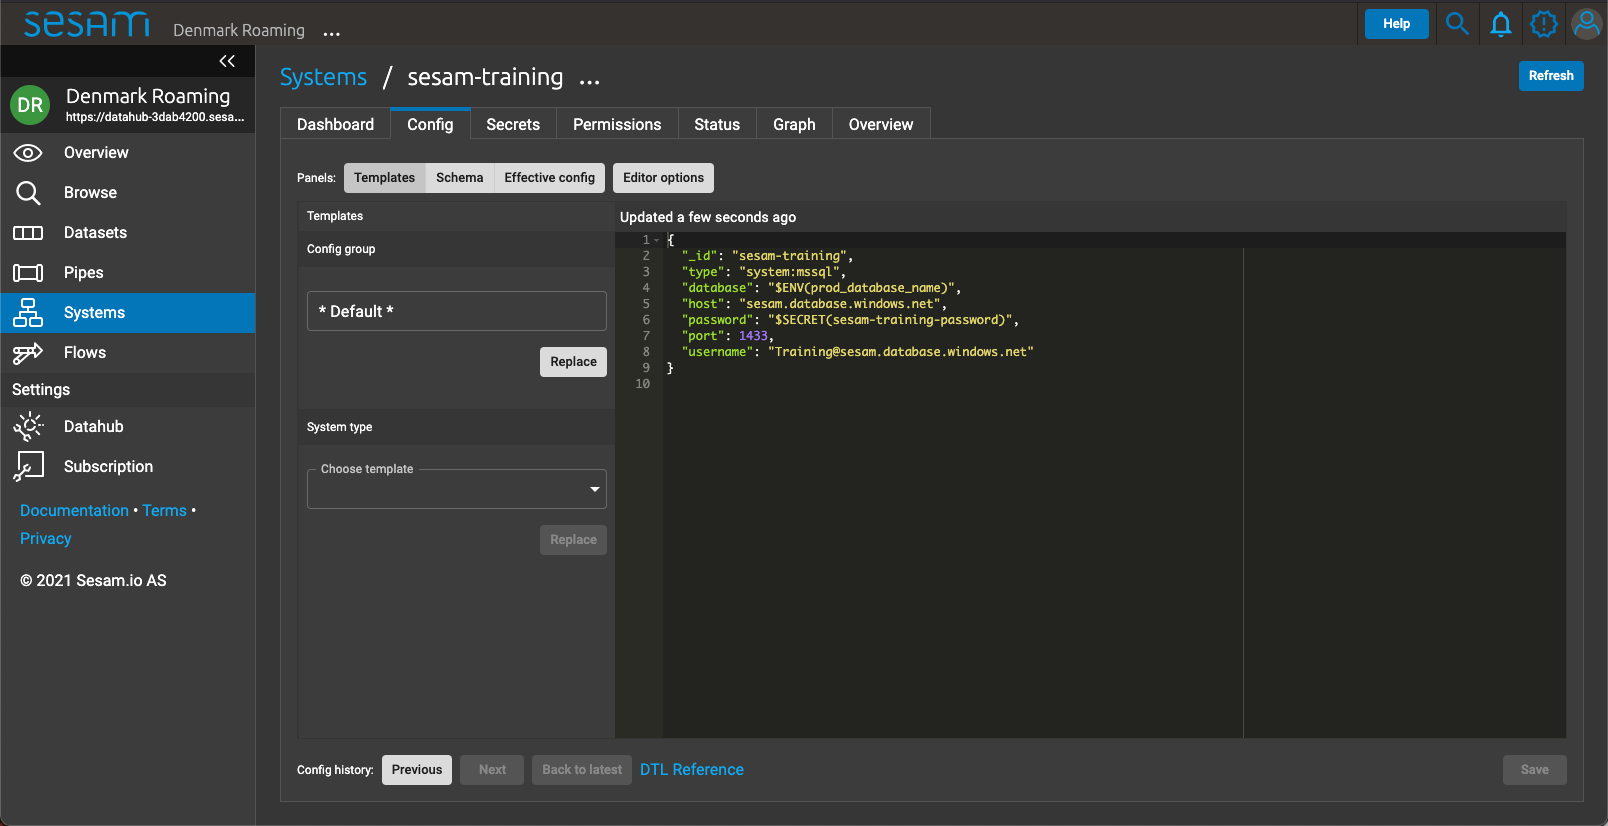 sesam Denmark Roaming ... Help
DR Denmark Roaming
https://datahub-3dab4200.sesa...
Overview
Browse
Datasets
Pipes
Systems
Flows
Settings
Datahub
Subscription
Documentation • Terms •
Privacy
© 2021 Sesam.io AS
Systems / sesam-training ... Refresh
Dashboard Config Secrets Permissions Status Graph Overview
Panels: Templates Schema Effective config Editor options
Templates
Config group
* Default *
Replace
System type
Choose template
Replace
Updated a few seconds ago
1 {
2 "_id": "sesam-training",
3 "type": "system:mssql",
4 "database": "$ENV(prod_database_name)",
5 "host": "sesam.database.windows.net",
6 "password": "$SECRET(sesam-training-password)",
7 "port": 1433,
8 "username": "Training@sesam.database.windows.net"
9 }
10
Config history: Previous Next Back to latest DTL Reference Save